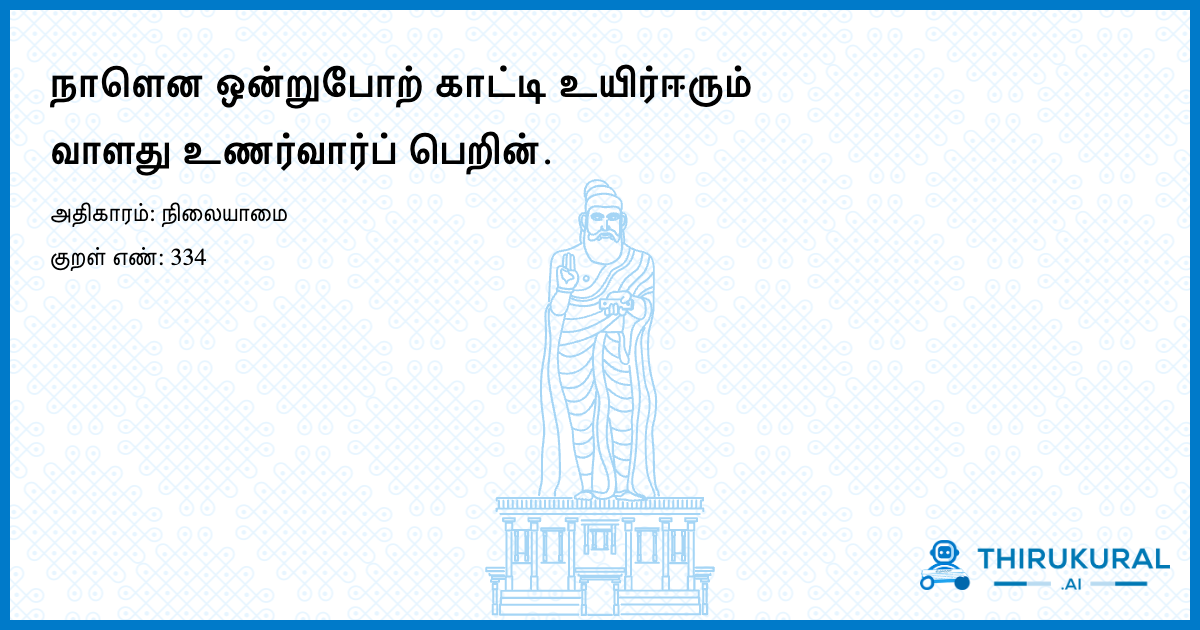 நாளென ஒன்றுபோற் காட்டி உயிர்ஈரும்
வாளது உணர்வார்ப் பெறின்.
அதிகாரம்: நிலையாமை
குறள் எண்: 334
THIRUKURAL
.AI